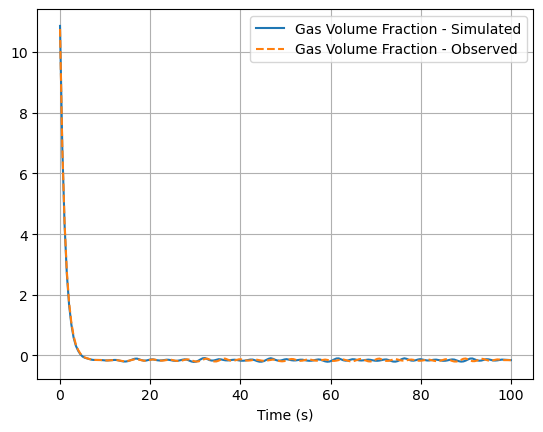 Gas Volume Fraction - Simulated
Gas Volume Fraction - Observed
10
8
6
4
2
0
0 20 40 60 80 100
Time (s)